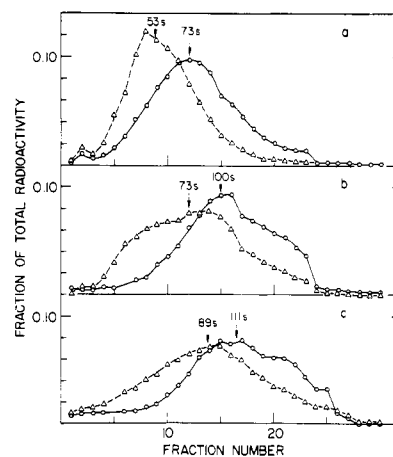 53s 73s
a
0.10
73s 100s
b
0.10
89s 111s
c
0.10
10 20
FRACTION NUMBER
FRACTION OF TOTAL RADIOACTIVITY